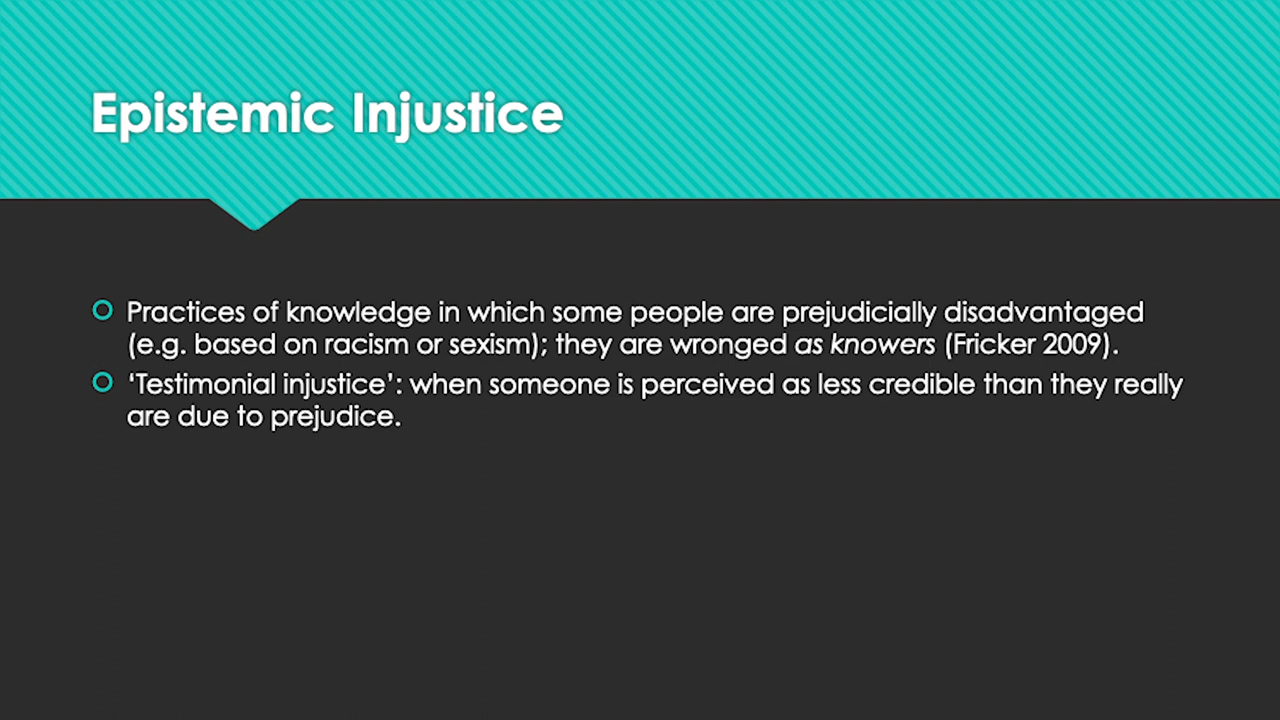 Epistemic Injustice
Practices of knowledge in which some people are prejudicially disadvantaged
(e.g. based on racism or sexism); they are wronged as knowers (Fricker 2009).
‘Testimonial injustice’: when someone is perceived as less credible than they really
are due to prejudice.